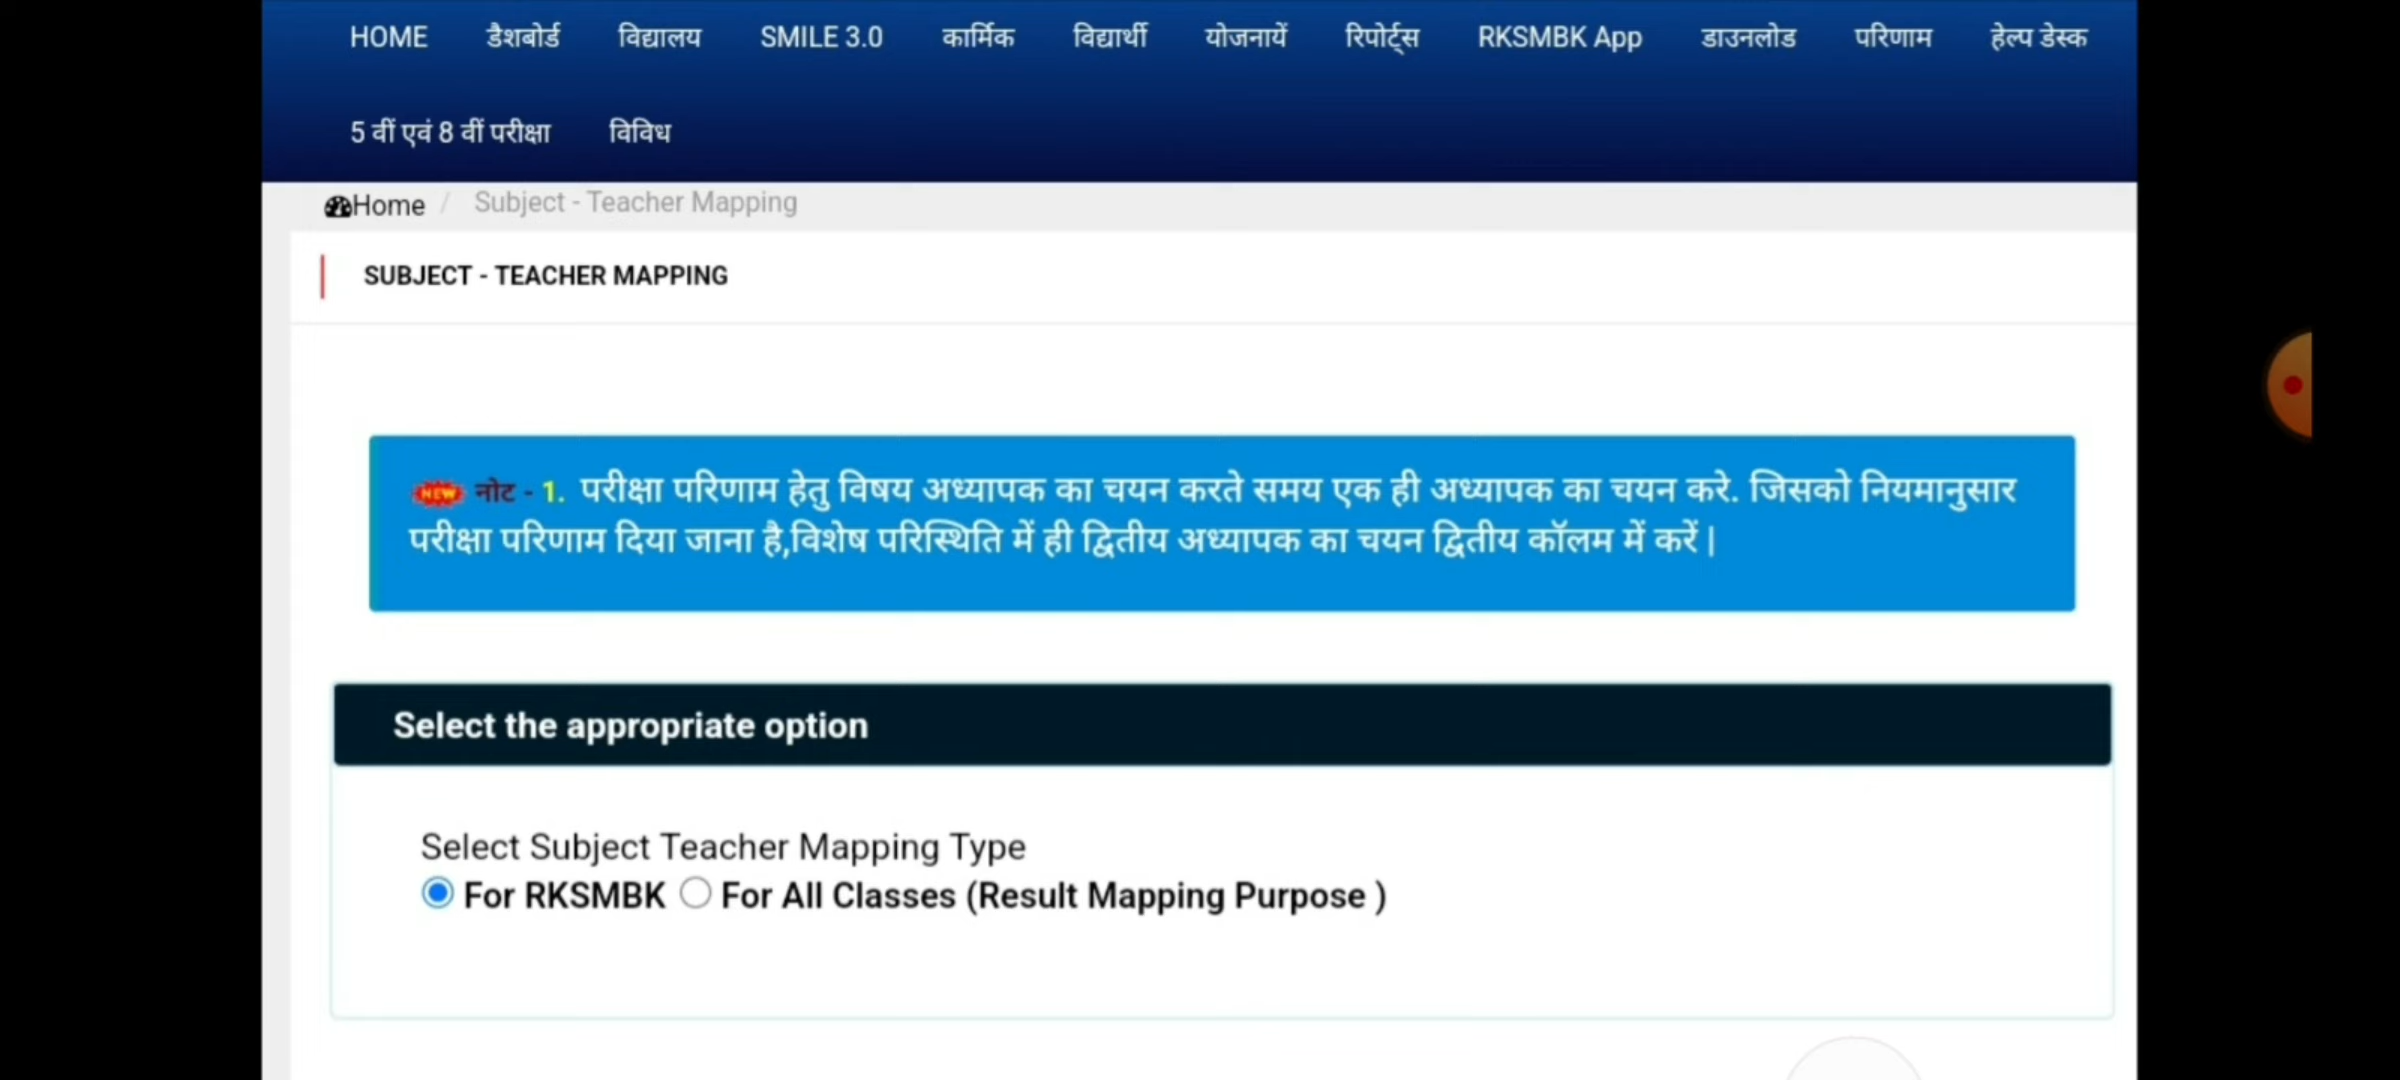 HOME डैशबोर्ड विद्यालय SMILE 3.0 कार्मिक विद्यार्थी योजनायें रिपोर्ट्स RKSMBK App डाउनलोड परिणाम हेल्प डेस्क
5 वीं एवं 8 वीं परीक्षा विविध
Home / Subject - Teacher Mapping
SUBJECT - TEACHER MAPPING
NEW नोट - 1. परीक्षा परिणाम हेतु विषय अध्यापक का चयन करते समय एक ही अध्यापक का चयन करे. जिसको नियमानुसार
परीक्षा परिणाम दिया जाना है,विशेष परिस्थिति में ही द्वितीय अध्यापक का चयन द्वितीय कॉलम में करें |
Select the appropriate option
Select Subject Teacher Mapping Type
For RKSMBK For All Classes (Result Mapping Purpose )